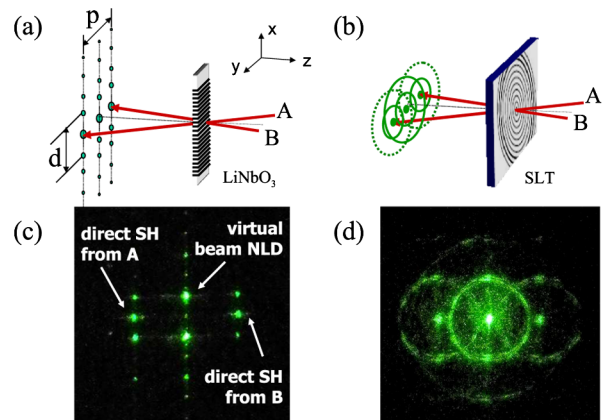 (a)
p
d
x
y
z
A
B
LiNbO3
(b)
A
B
SLT
(c)
direct SH
from A
virtual
beam NLD
direct SH
from B
(d)